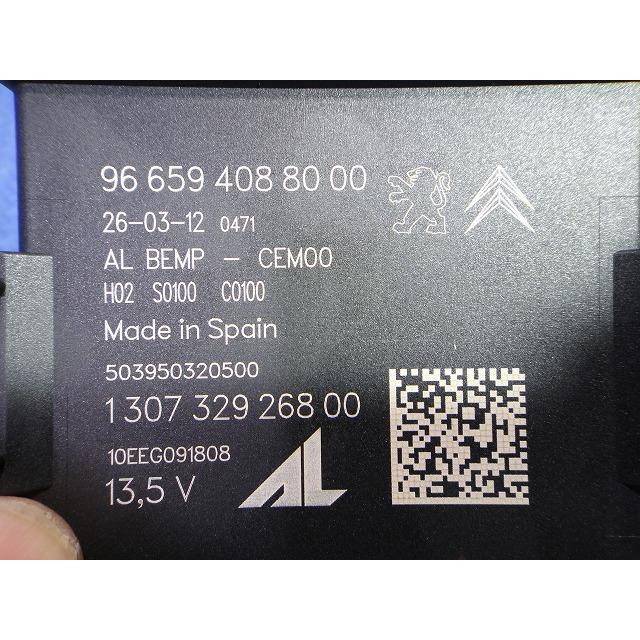 96 659 408 80 00
26-03-12 0471
AL BEMP - CEM00
H02 S0100 C0100
Made in Spain
503950320500
1 307 329 268 00
10EEG091808
13,5 V
AL